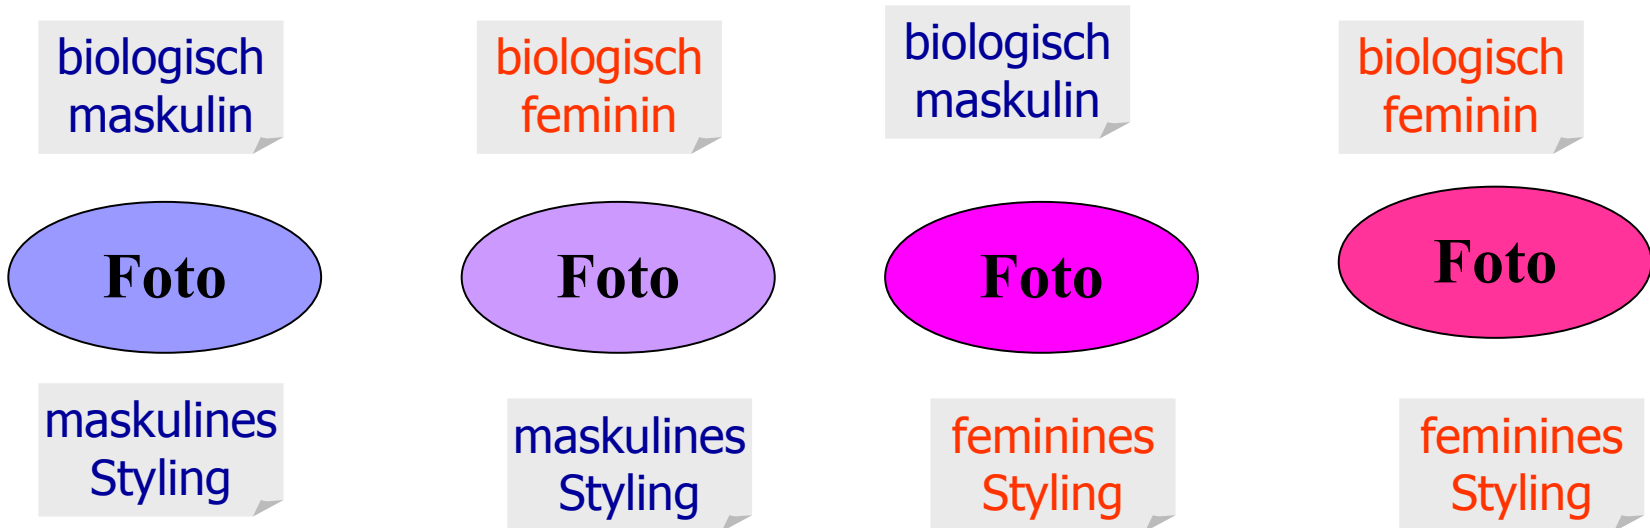 biologisch
maskulin
biologisch
feminin
biologisch
maskulin
biologisch
feminin
Foto
Foto
Foto
Foto
maskulines
Styling
maskulines
Styling
feminines
Styling
feminines
Styling